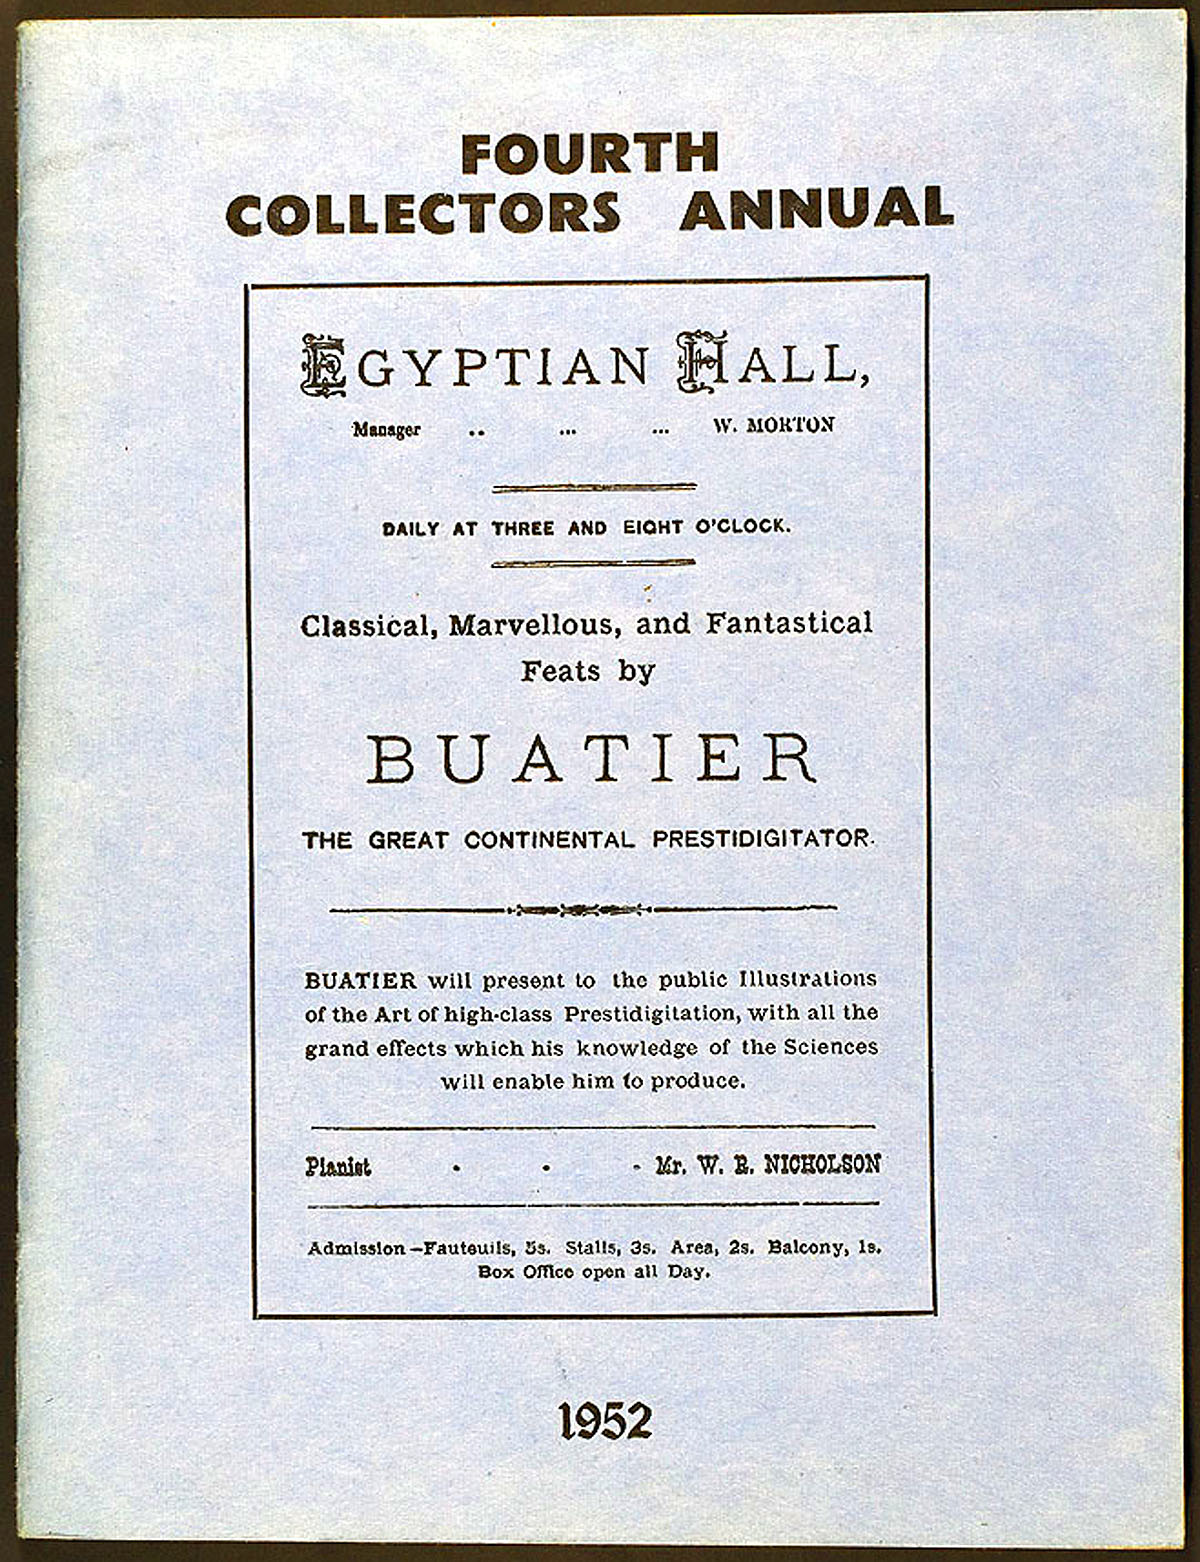 FOURTH
COLLECTORS ANNUAL
EGYPTIAN HALL,
Manager .. ... ... W. MORTON
DAILY AT THREE AND EIGHT O'CLOCK.
Classical, Marvellous, and Fantastical
Feats by
BUATIER
THE GREAT CONTINENTAL PRESTIDIGITATOR.
BUATIER will present to the public Illustrations
of the Art of high-class Prestidigitation, with all the
grand effects which his knowledge of the Sciences
will enable him to produce.
Pianist . . . Mr. W. R. NICHOLSON
Admission—Fauteuils, 5s. Stalls, 3s. Area, 2s. Balcony, 1s.
Box Office open all Day.
1952